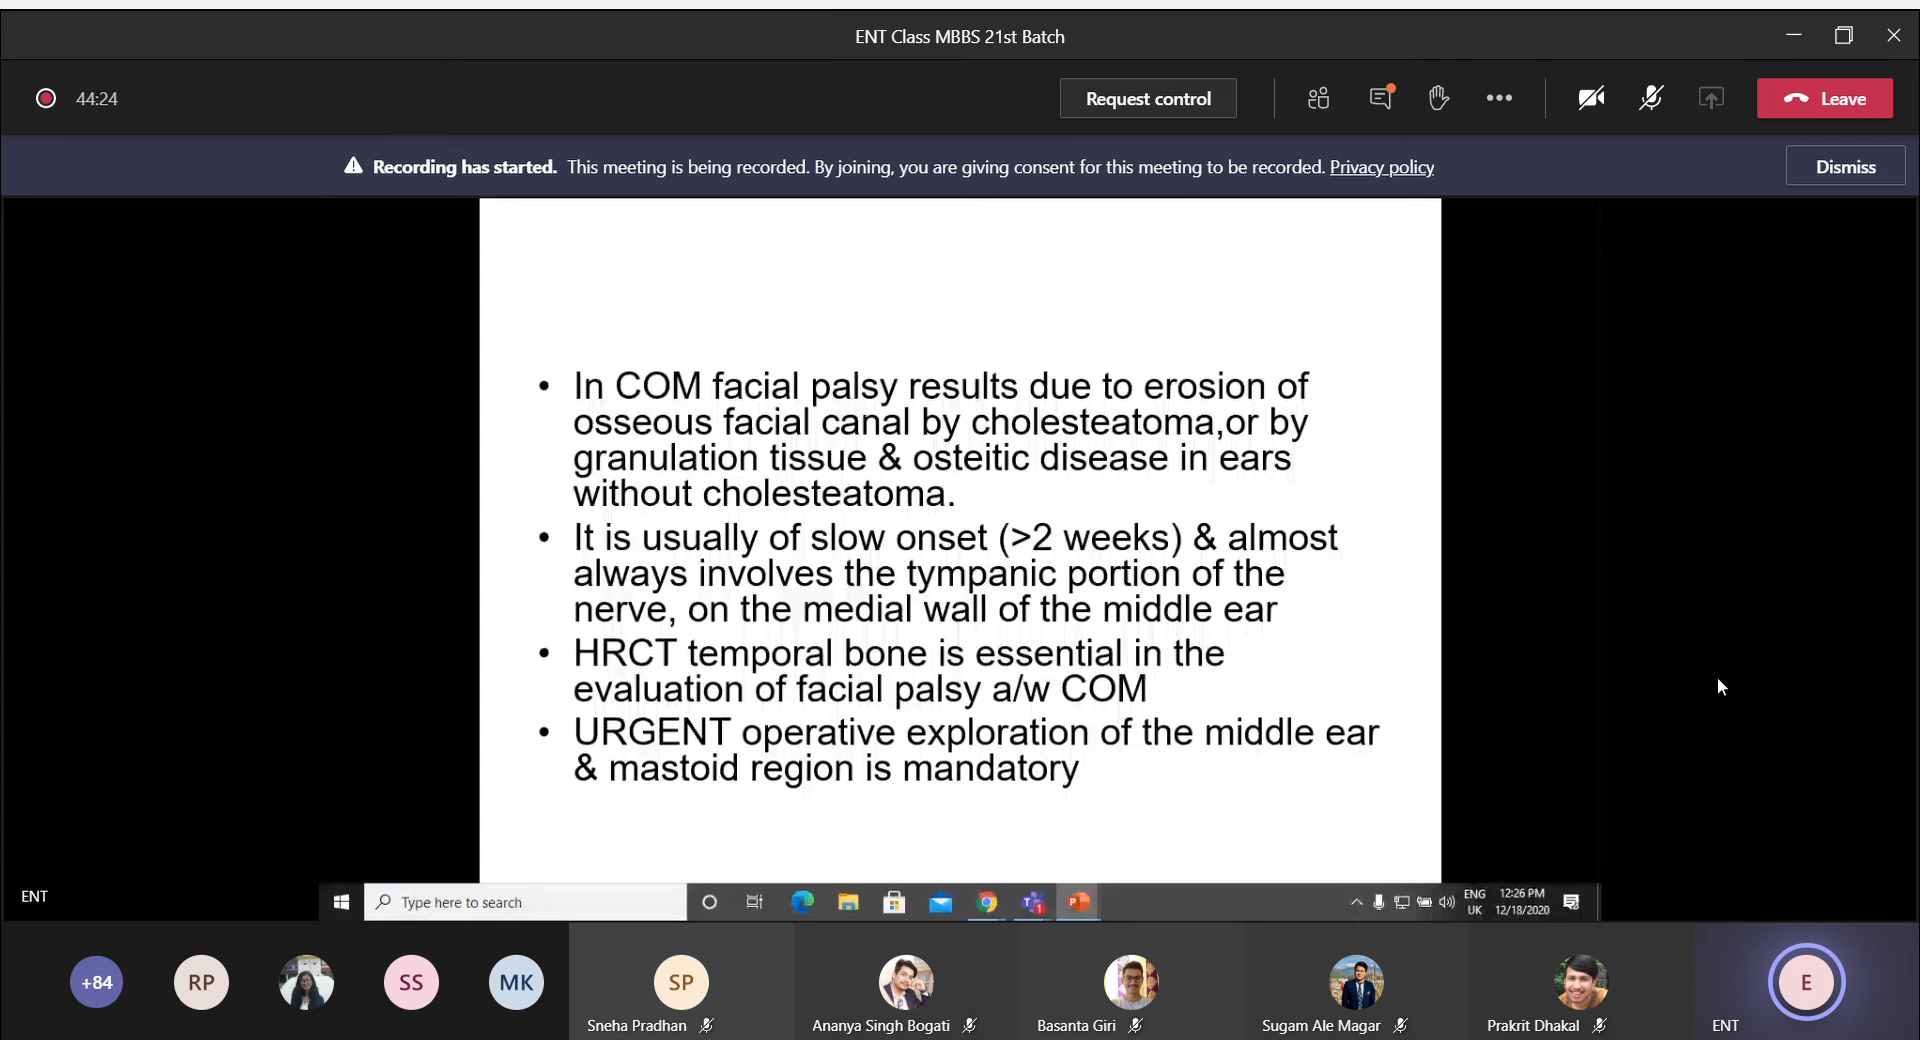 ENT Class MBBS 21st Batch
44:24
Request control
Leave
Recording has started. This meeting is being recorded. By joining, you are giving consent for this meeting to be recorded. Privacy policy
Dismiss
• In COM facial palsy results due to erosion of
osseous facial canal by cholesteatoma,or by
granulation tissue & osteitic disease in ears
without cholesteatoma.
• It is usually of slow onset (>2 weeks) & almost
always involves the tympanic portion of the
nerve, on the medial wall of the middle ear
• HRCT temporal bone is essential in the
evaluation of facial palsy a/w COM
• URGENT operative exploration of the middle ear
& mastoid region is mandatory
ENT
Type here to search
ENG
UK
12:26 PM
12/18/2020
+84
RP
SS
MK
SP
E
Sneha Pradhan
Ananya Singh Bogati
Basanta Giri
Sugam Ale Magar
Prakrit Dhakal
ENT